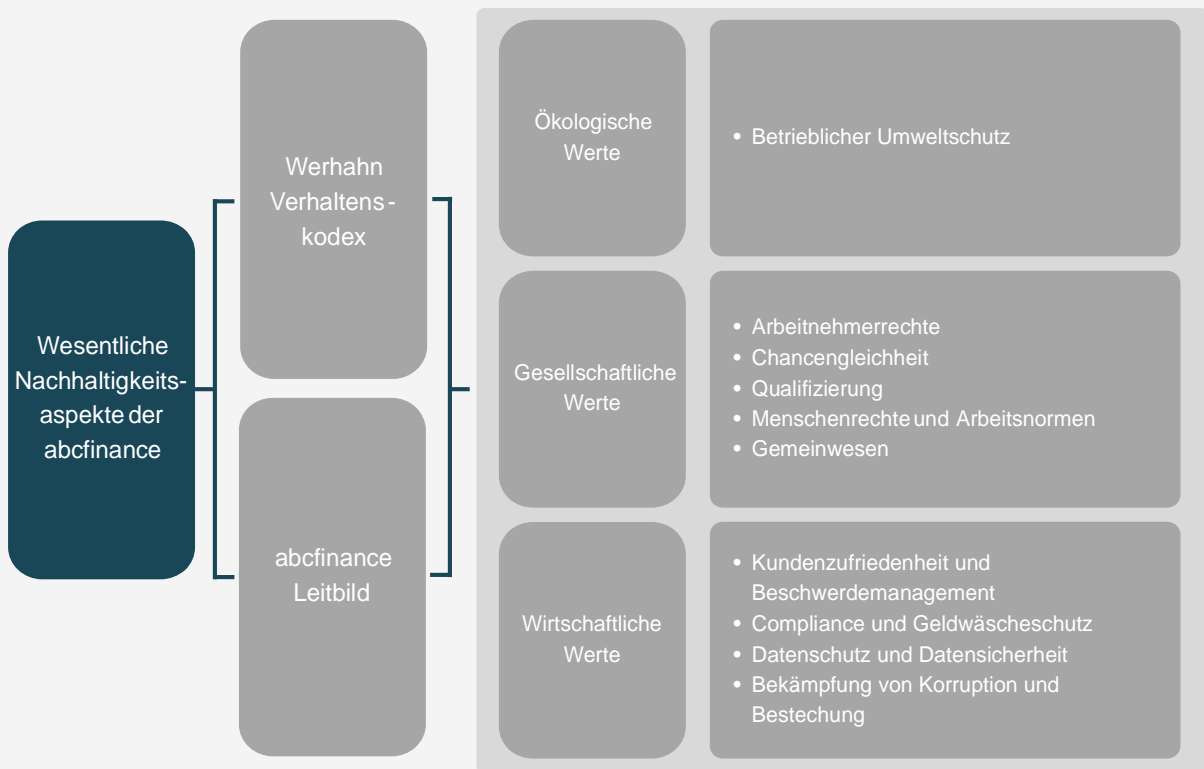 Wesentliche
Nachhaltigkeits-
aspekte der
abcfinance
Werhahn
Verhaltens-
kodex
abcfinance
Leitbild
Ökologische
Werte
• Betrieblicher Umweltschutz
Gesellschaftliche
Werte
• Arbeitnehmerrechte
• Chancengleichheit
• Qualifizierung
• Menschenrechte und Arbeitsnormen
• Gemeinwesen
Wirtschaftliche
Werte
• Kundenzufriedenheit und
Beschwerdemanagement
• Compliance und Geldwäscheschutz
• Datenschutz und Datensicherheit
• Bekämpfung von Korruption und
Bestechung